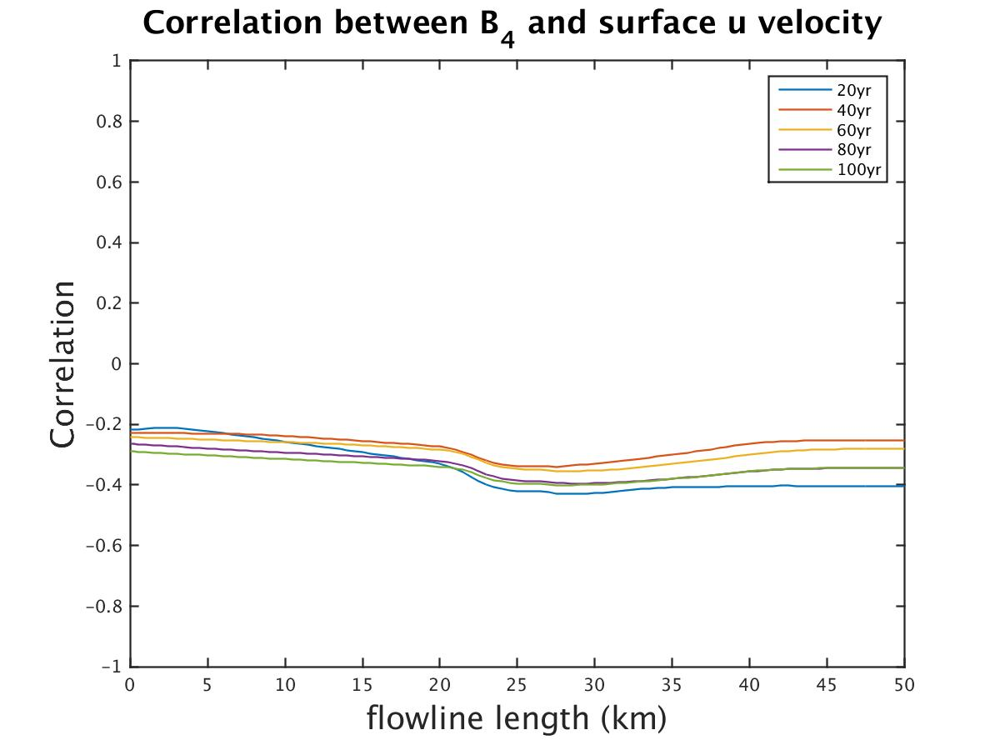 Correlation between B4 and surface u velocity
1
0.8
0.6
0.4
0.2
0
−0.2
−0.4
−0.6
−0.8
−1
Correlation
20yr
40yr
60yr
80yr
100yr
0 5 10 15 20 25 30 35 40 45 50
flowline length (km)